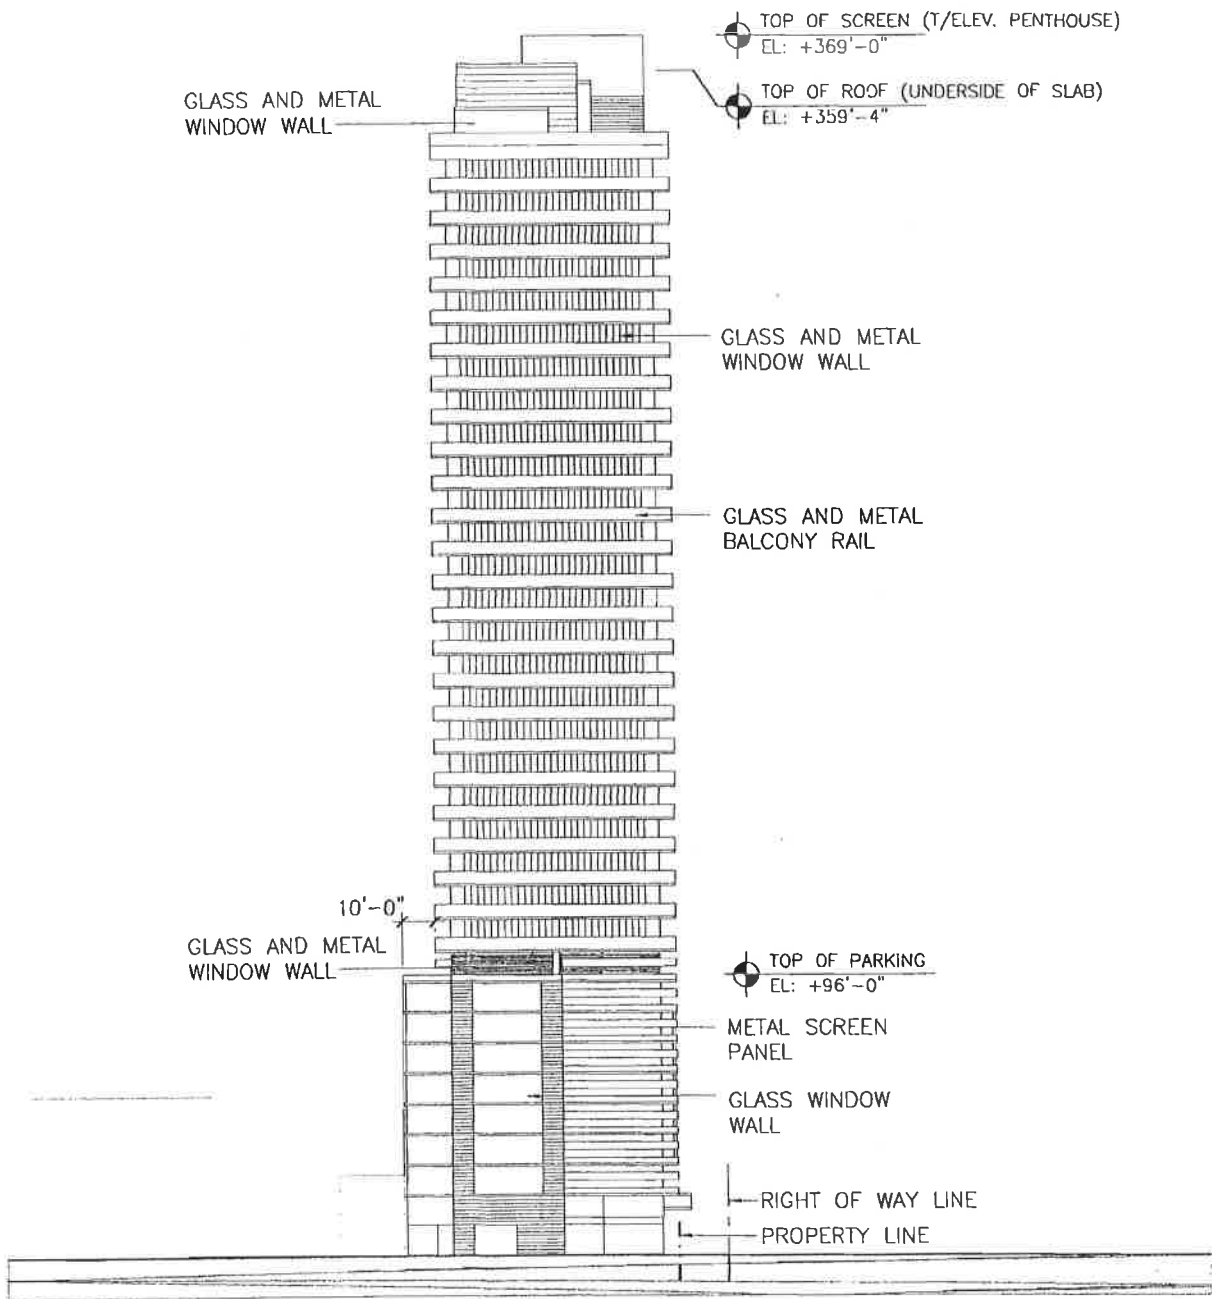 TOP OF SCREEN (T/ELEV. PENTHOUSE)
EL: +369'-0"
TOP OF ROOF (UNDERSIDE OF SLAB)
EL: +359'-4"
GLASS AND METAL
WINDOW WALL
GLASS AND METAL
WINDOW WALL
GLASS AND METAL
BALCONY RAIL
10'-0"
GLASS AND METAL
WINDOW WALL
TOP OF PARKING
EL: +96'-0"
METAL SCREEN
PANEL
GLASS WINDOW
WALL
RIGHT OF WAY LINE
PROPERTY LINE